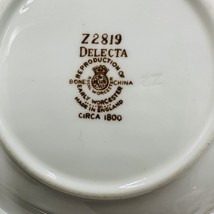 Z2819
DELECTA
REPRODUCTION OF
BONE CHINA
EARLY WORCESTER
MADE IN ENGLAND
CIRCA 1800